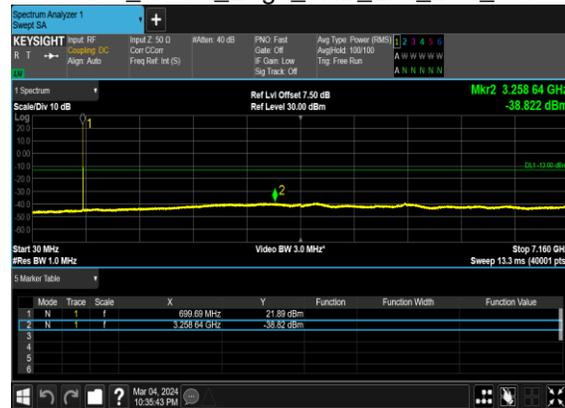 Spectrum Analyzer 1
Swept SA
+
KEYSIGHT Input: RF Input Z: 50 Ω #Atten: 40 dB PNO: Fast Avg Type: Power (RMS) 1 2 3 4 5 6
R T Coupling: DC Corr CCorr Gate: Off Avg|Hold: 100/100 A W W W W W
Align: Auto Freq Ref: Int (S) IF Gain: Low Trig: Free Run
Sig Track: Off A N N N N N
1 Spectrum Ref Lvl Offset 7.50 dB Mkr2 3.258 64 GHz
Scale/Div 10 dB Ref Level 30.00 dBm -38.822 dBm
Log
20.0
10.0
0.00
-10.0
-20.0
-30.0
-40.0
-50.0
-60.0
1
DL1 -13.00 dBm
2
Start 30 MHz Video BW 3.0 MHz* Stop 7.160 GHz
#Res BW 1.0 MHz Sweep 13.3 ms (40001 pts)
5 Marker Table
Mode Trace Scale X Y Function Function Width Function Value
1 N 1 f 699.69 MHz 21.89 dBm
2 N 1 f 3.258 64 GHz -38.82 dBm
3
4
5
6
? Mar 04, 2024
10:35:43 PM